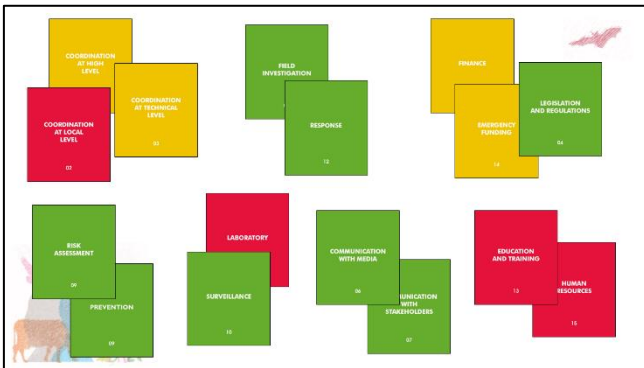 COORDINATION
AT HIGH
LEVEL
COORDINATION
AT TECHNICAL
LEVEL
COORDINATION
AT LOCAL
LEVEL
02
FIELD
INVESTIGATION
RESPONSE
12
FINANCE
EMERGENCY
FUNDING
14
LEGISLATION
AND REGULATIONS
04
RISK
ASSESSMENT
09
PREVENTION
09
LABORATORY
SURVEILLANCE
10
COMMUNICATION
WITH MEDIA
06
MUNICATION
WITH
STAKEHOLDERS
07
EDUCATION
AND TRAINING
13
HUMAN
RESOURCES
15